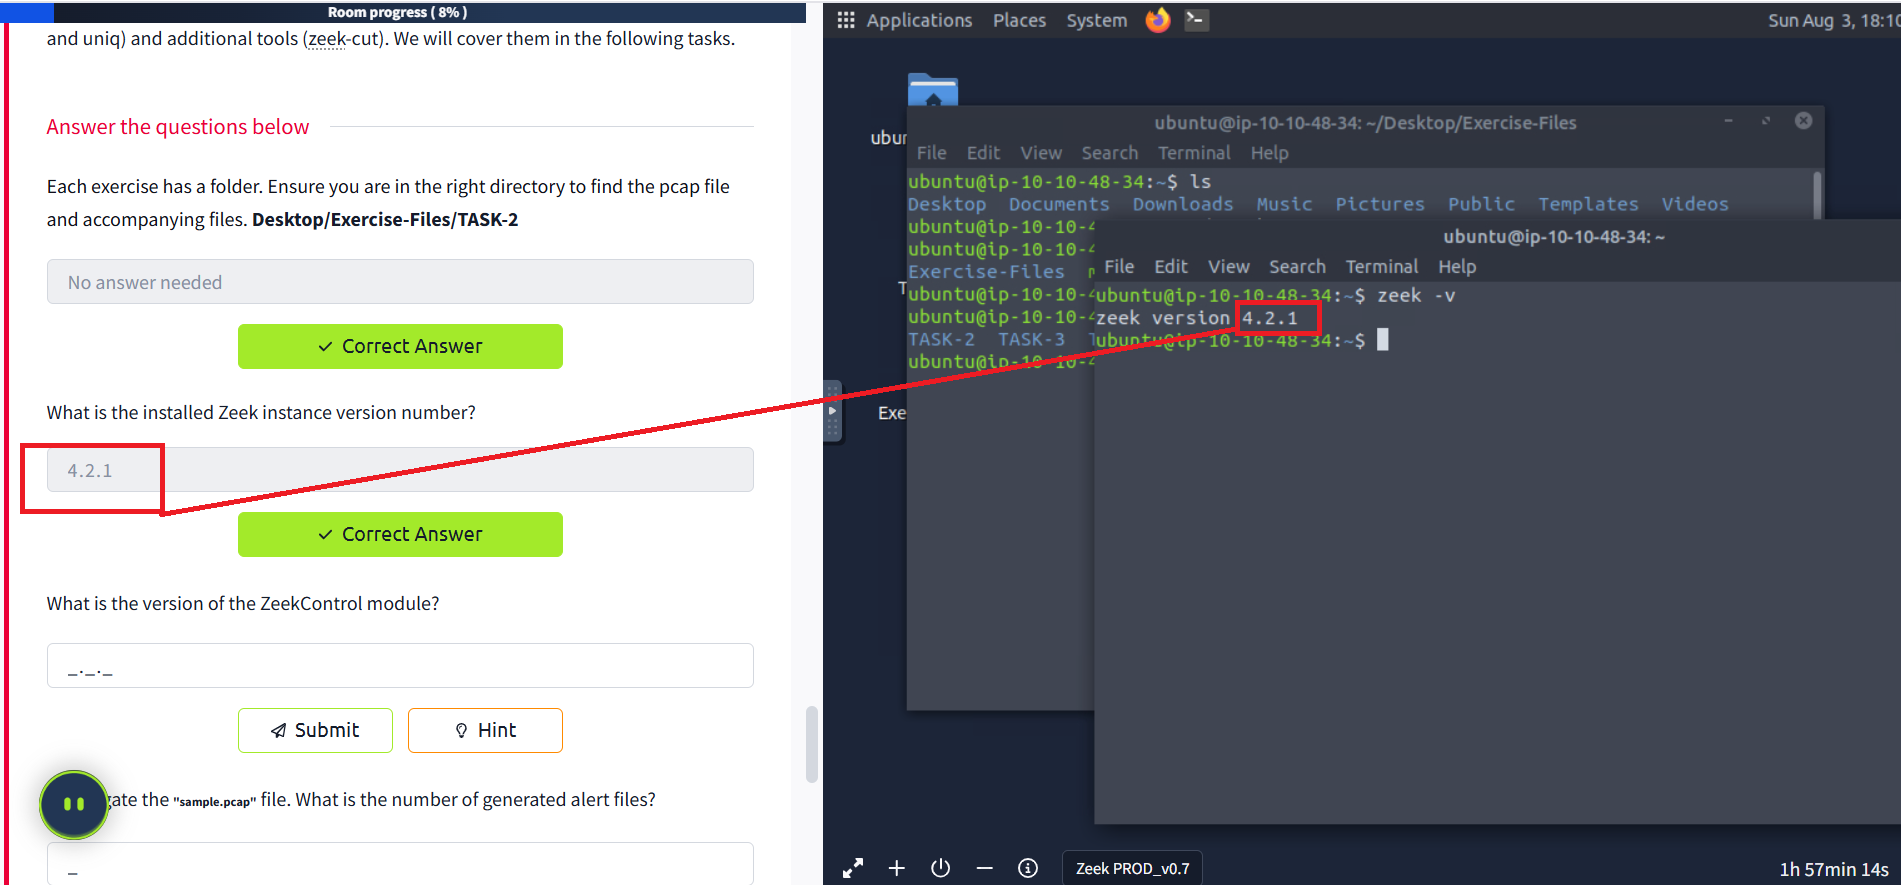 Room progress ( 8% )
and uniq) and additional tools (zeek-cut). We will cover them in the following tasks.
Answer the questions below
Each exercise has a folder. Ensure you are in the right directory to find the pcap file
and accompanying files. Desktop/Exercise-Files/TASK-2
No answer needed
Correct Answer
What is the installed Zeek instance version number?
4.2.1
Correct Answer
What is the version of the ZeekControl module?
_._._
Submit
Hint
gate the "sample.pcap" file. What is the number of generated alert files?
_
Applications Places System
Sun Aug 3, 18:10
ubun
Exe
ubuntu@ip-10-10-48-34: ~/Desktop/Exercise-Files
File Edit View Search Terminal Help
ubuntu@ip-10-10-48-34:~$ ls
Desktop Documents Downloads Music Pictures Public Templates Videos
ubuntu@ip-10-10-4
ubuntu@ip-10-10-4
Exercise-Files
ubuntu@ip-10-10-4
ubuntu@ip-10-10-4
TASK-2 TASK-3
ubuntu@ip-10-10-4
ubuntu@ip-10-10-48-34: ~
File Edit View Search Terminal Help
ubuntu@ip-10-10-48-34:~$ zeek -v
zeek version 4.2.1
ubuntu@ip-10-10-48-34:~$
Zeek PROD_v0.7
1h 57min 14s